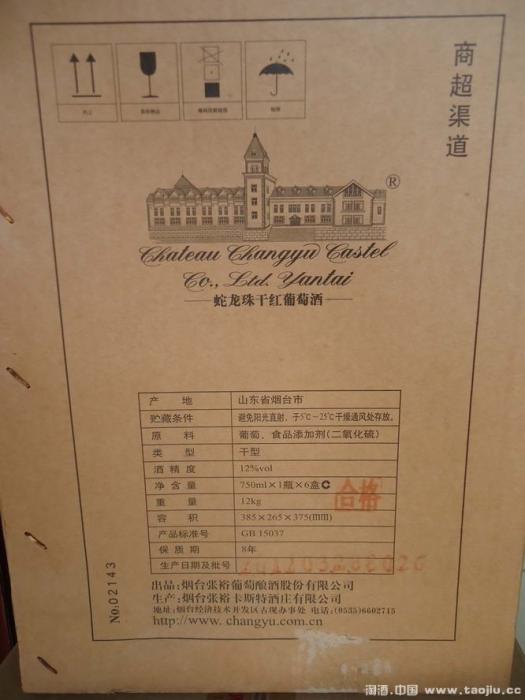 商超渠道
向上
®
Chateau Changyu Castel
Co., Ltd. Yantai
蛇龙珠干红葡萄酒
产 地 山东省烟台市
贮藏条件 避免阳光直射，于5℃~25℃干燥通风处存放。
原 料 葡萄、食品添加剂(二氧化硫)
类 型 干型
酒精度 12%vol
净含量 750ml×1瓶×6盒C
合格
重 量 12kg
容 积 385×265×375(mm)
产品标准号 GB 15037
保质期 8年
生产日期及批号
出品:烟台张裕葡萄酿酒股份有限公司
生产:烟台张裕卡斯特酒庄有限公司
地址:烟台经济技术开发区古现办事处 电话:(0535)6602715
http://www.changyu.com.cn
No.02143
淘酒.中国 www.taojiu.cc